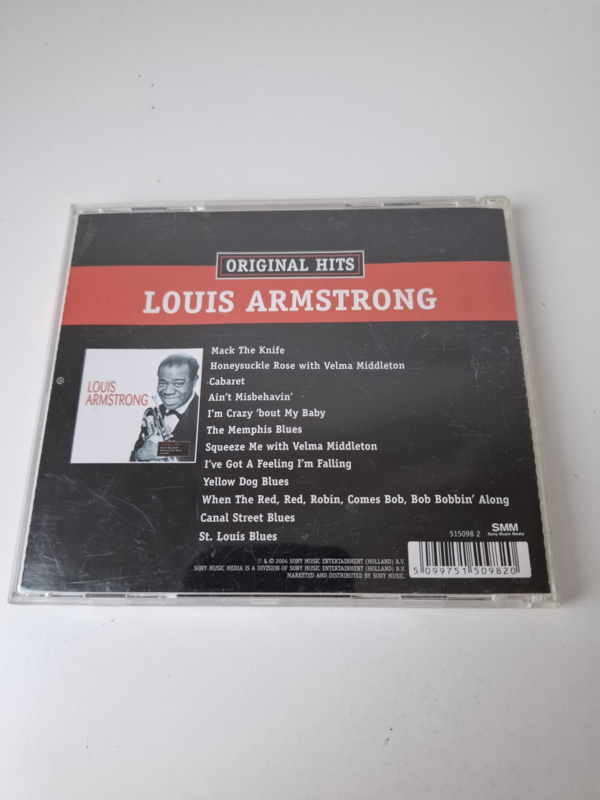 ORIGINAL HITS
LOUIS ARMSTRONG
LOUIS
ARMSTRONG
Mack The Knife
Honeysuckle Rose with Velma Middleton
Cabaret
Ain't Misbehavin'
I'm Crazy 'bout My Baby
The Memphis Blues
Squeeze Me with Velma Middleton
I've Got A Feeling I'm Falling
Yellow Dog Blues
When The Red, Red, Robin, Comes Bob, Bob Bobbin' Along
Canal Street Blues
St. Louis Blues
515098 2
SMM
Sony Music Media
5 099751 509820
℗ & © 2004 SONY MUSIC ENTERTAINMENT (HOLLAND) B.V.
SONY MUSIC MEDIA IS A DIVISION OF SONY MUSIC ENTERTAINMENT (HOLLAND) B.V.
MARKETED AND DISTRIBUTED BY SONY MUSIC.